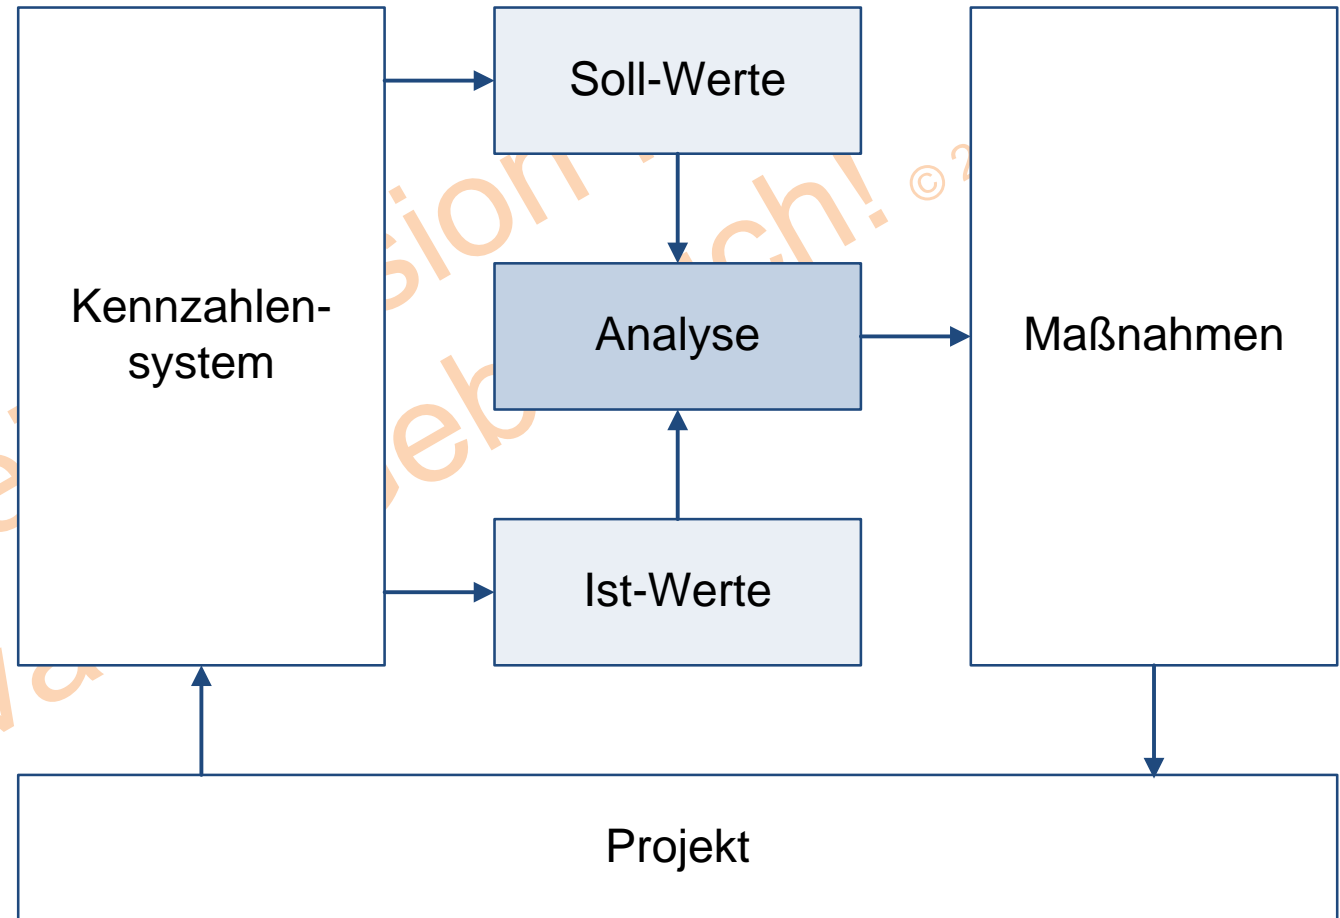 Soll-Werte
Kennzahlen-
system
Analyse
Maßnahmen
Ist-Werte
Projekt